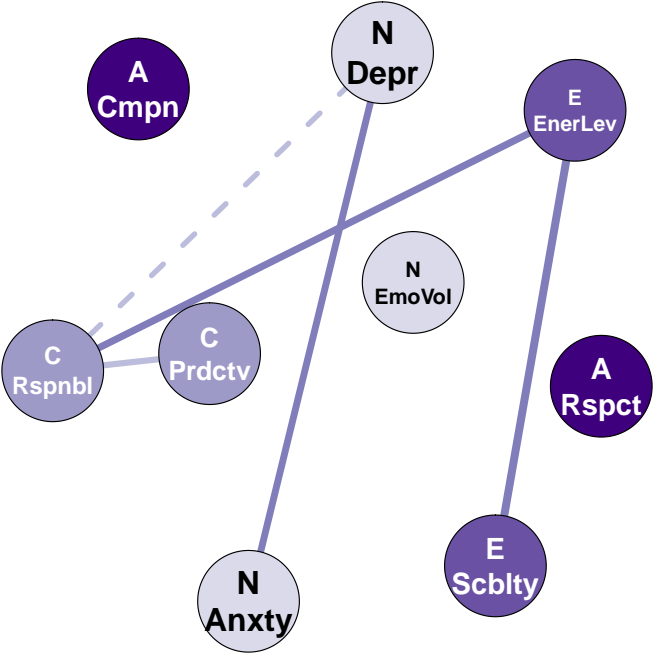 N
Depr
A
Cmpn
E
EnerLev
N
EmoVol
C
Prdctv
C
Rspnbl
A
Rspct
E
Scblty
N
Anxty